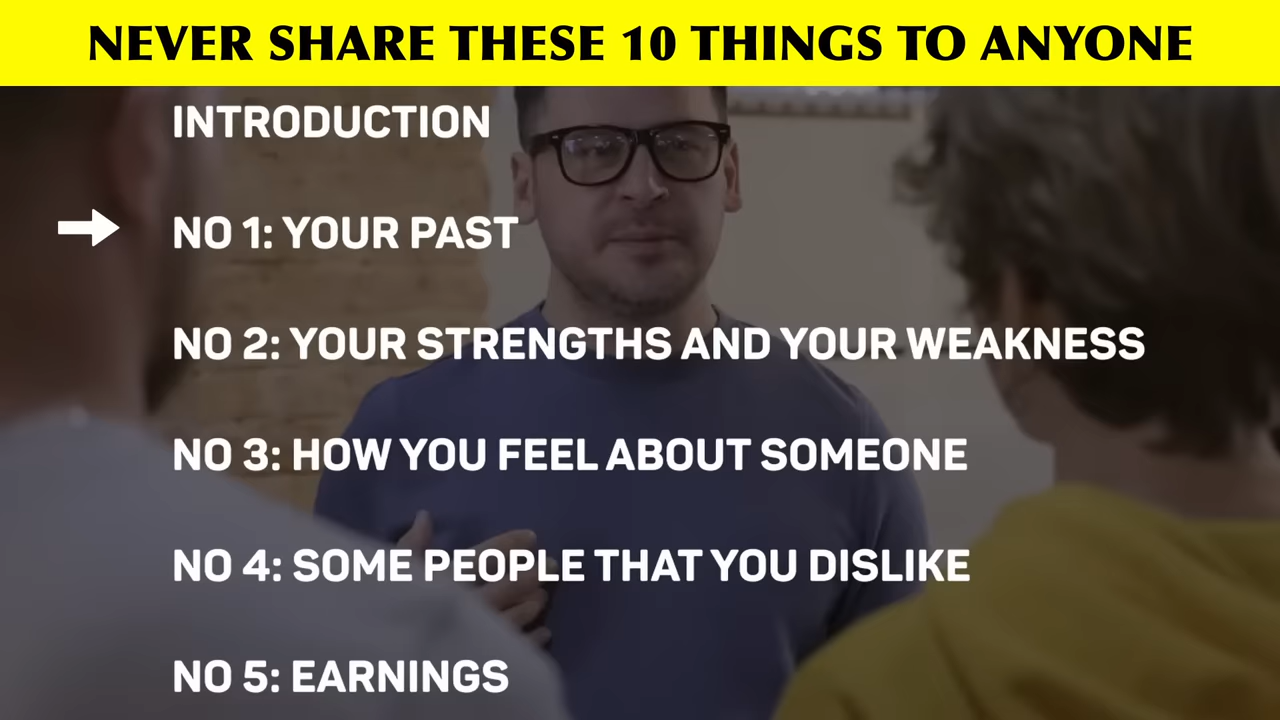 NEVER SHARE THESE 10 THINGS TO ANYONE
INTRODUCTION
NO 1: YOUR PAST
NO 2: YOUR STRENGTHS AND YOUR WEAKNESS
NO 3: HOW YOU FEEL ABOUT SOMEONE
NO 4: SOME PEOPLE THAT YOU DISLIKE
NO 5: EARNINGS